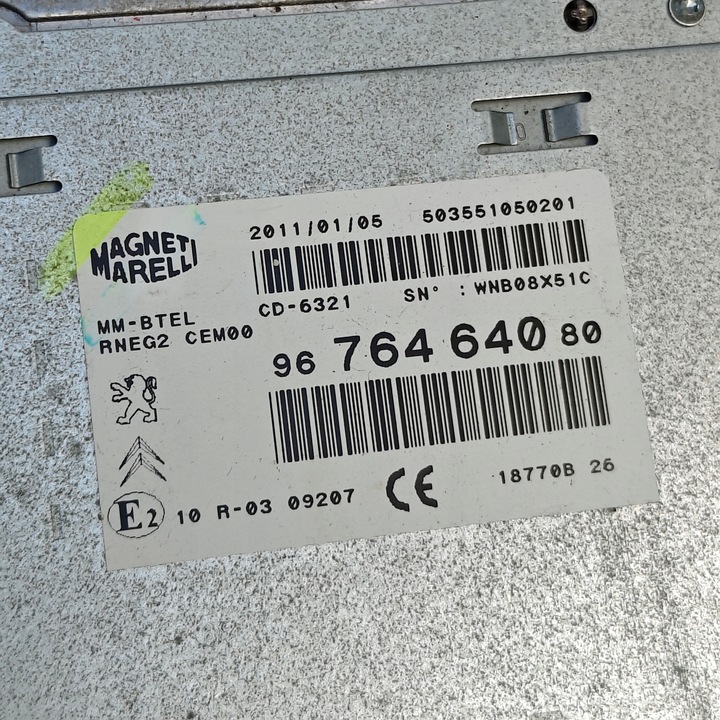 MAGNETI
MARELLI
2011/01/05 503551050201
CD-6321 SN° : WNB08X51C
MM-BTEL
RNEG2 CEM00
96 764 640 80
E2 10 R-03 09207 CE 18770B 26